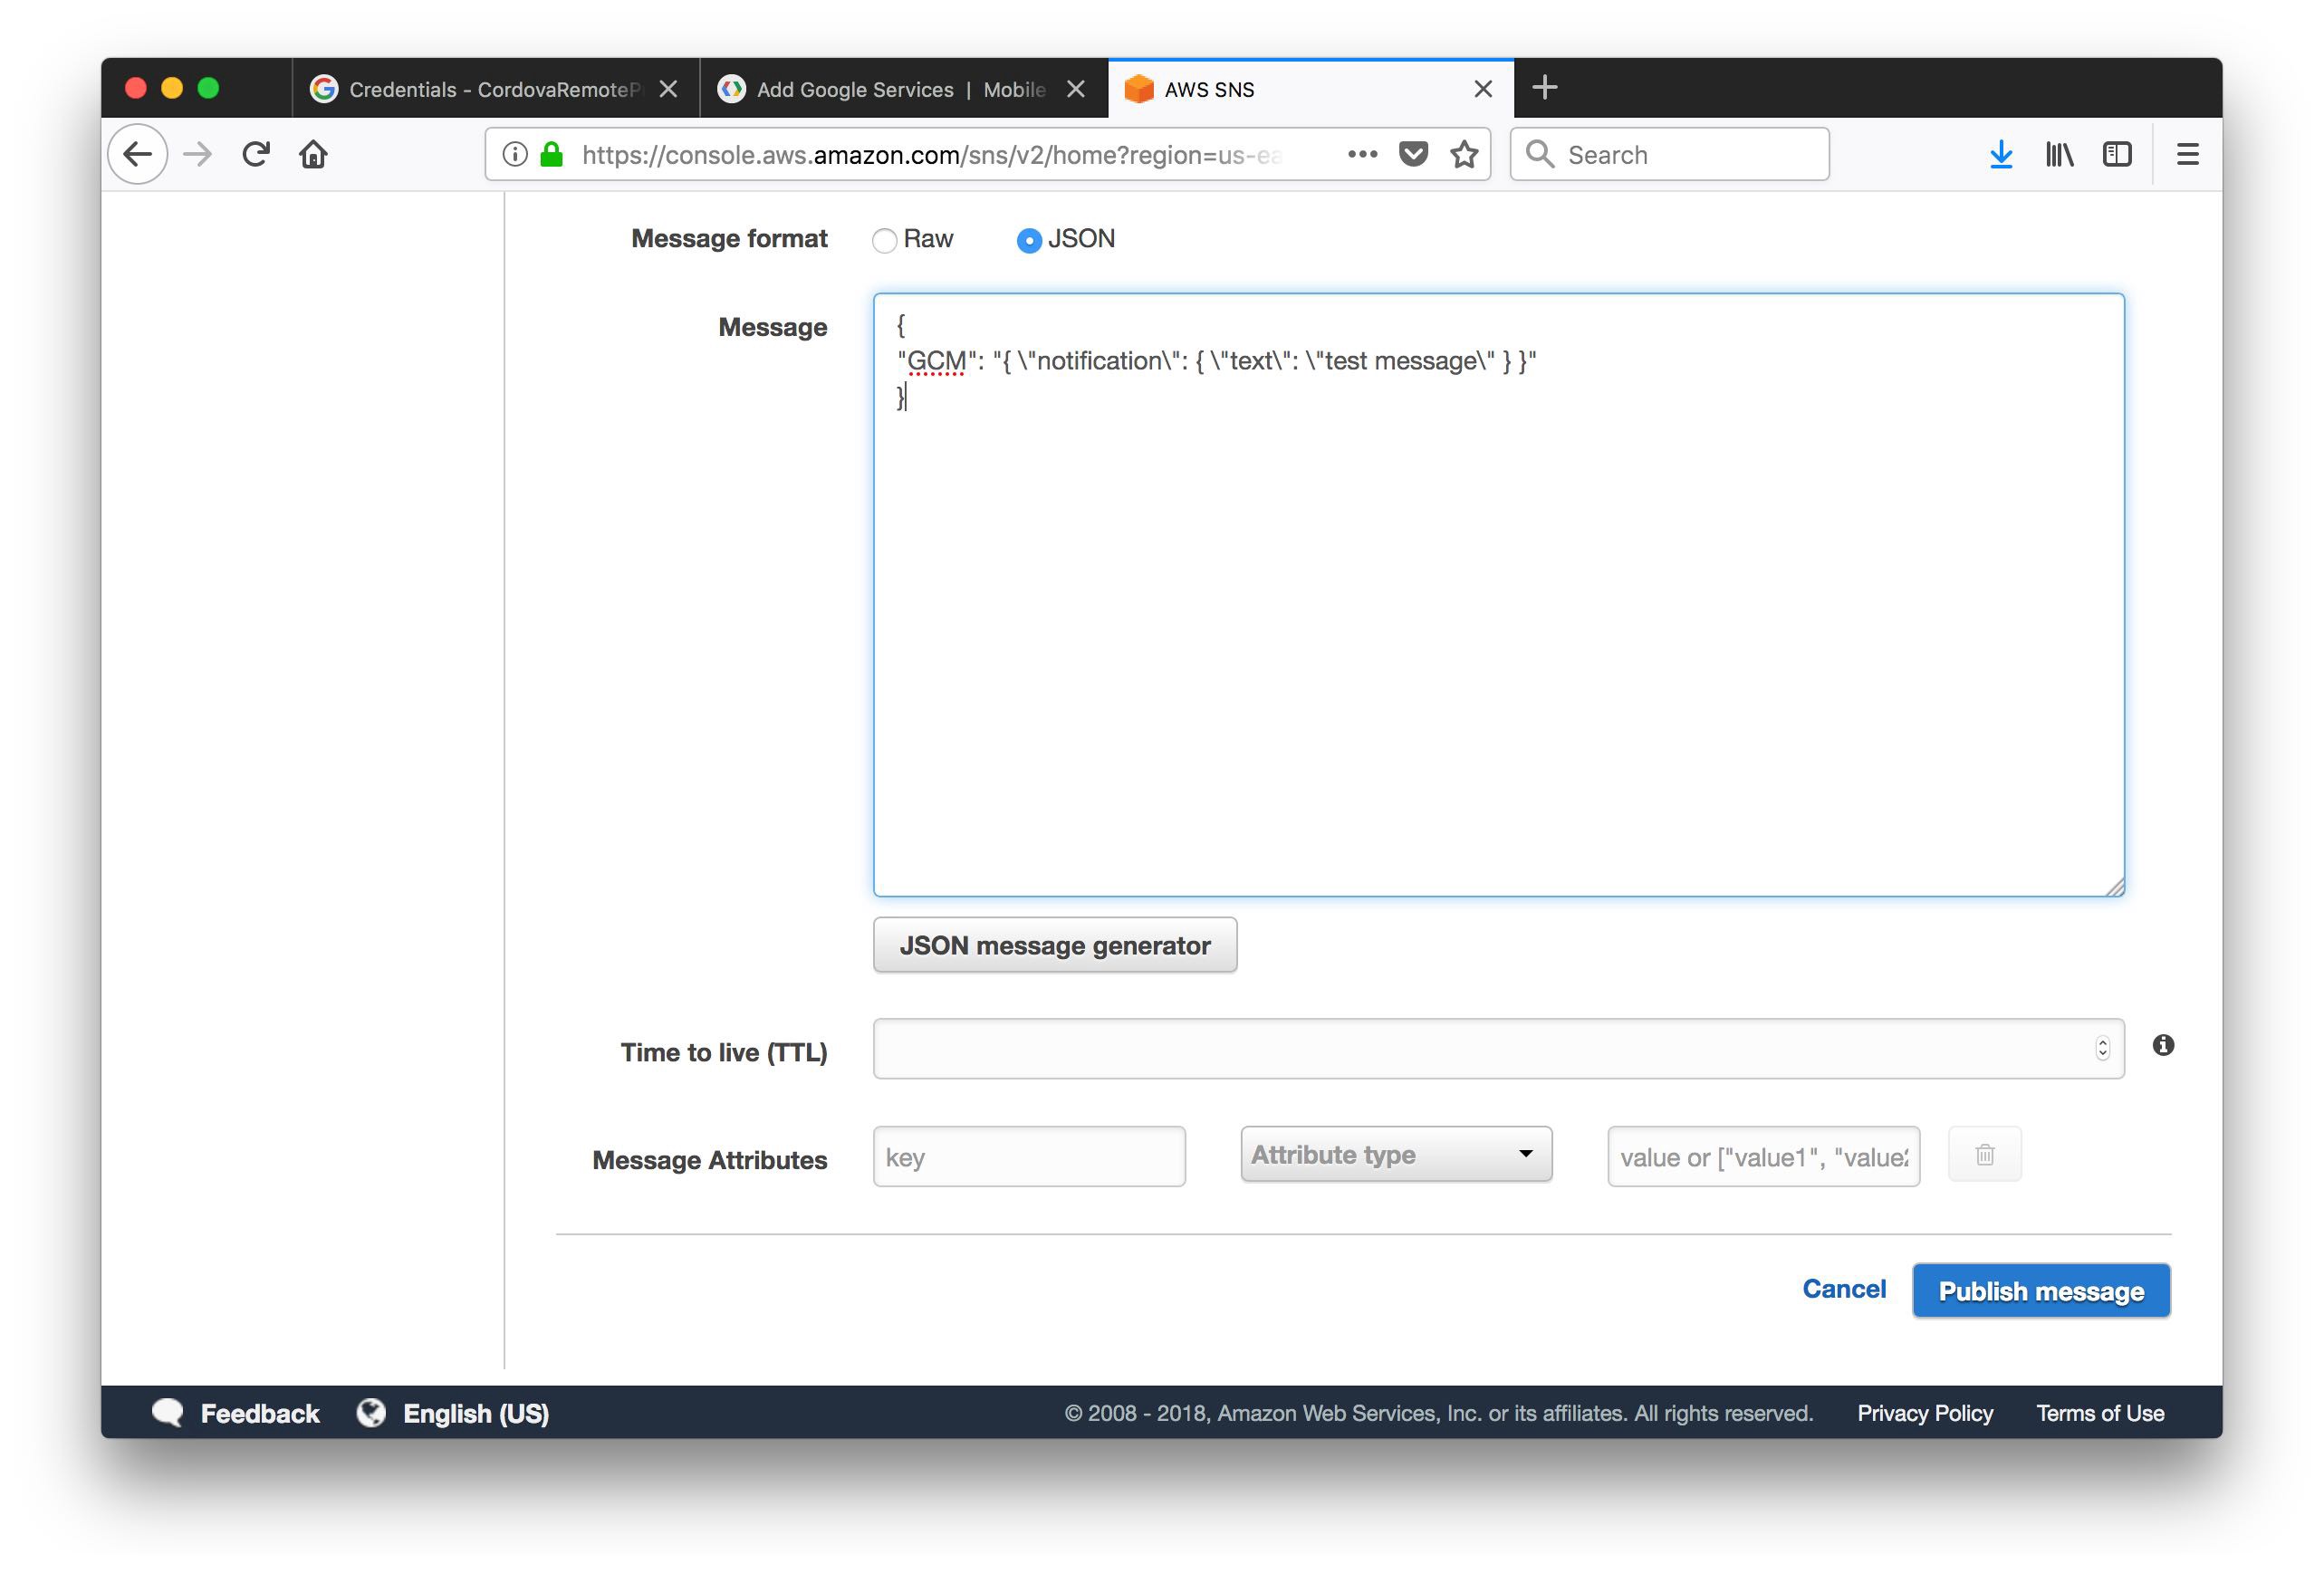 Credentials - CordovaRemoteP
Add Google Services | Mobile
AWS SNS
https://console.aws.amazon.com/sns/v2/home?region=us-ea
Search
Message format
Raw
JSON
Message
{
"GCM": "{ \"notification\": { \"text\": \"test message\" } }"
}
JSON message generator
Time to live (TTL)
Message Attributes
key
Attribute type
value or ["value1", "value2
Cancel
Publish message
Feedback
English (US)
© 2008 - 2018, Amazon Web Services, Inc. or its affiliates. All rights reserved.
Privacy Policy
Terms of Use